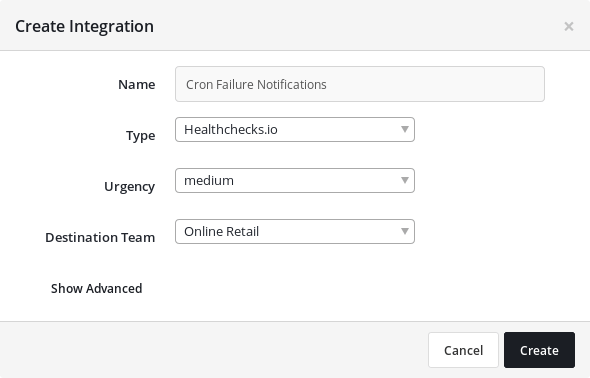 Create Integration ×
Name Cron Failure Notifications
Type Healthchecks.io
Urgency medium
Destination Team Online Retail
Show Advanced
Cancel Create